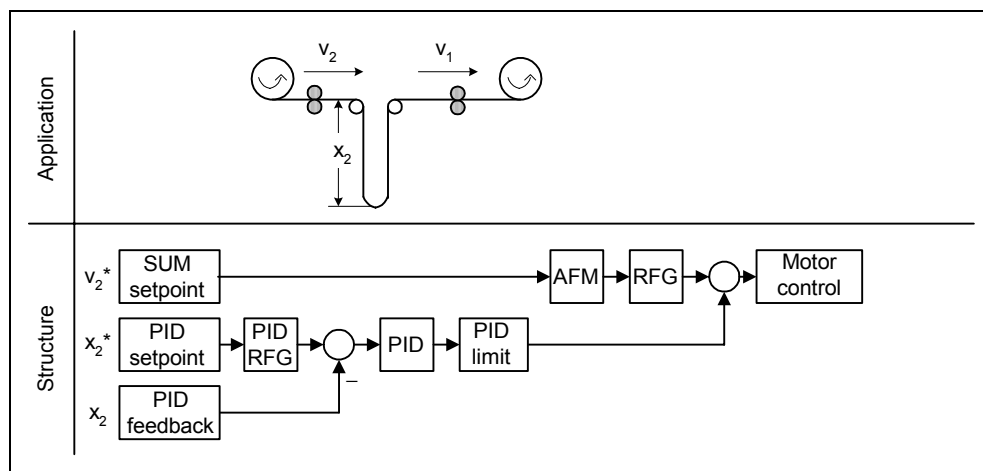 Application
v2
v1
x2
Structure
v2*
SUM
setpoint
AFM
RFG
Motor
control
x2*
PID
setpoint
PID
RFG
PID
PID
limit
–
x2
PID
feedback